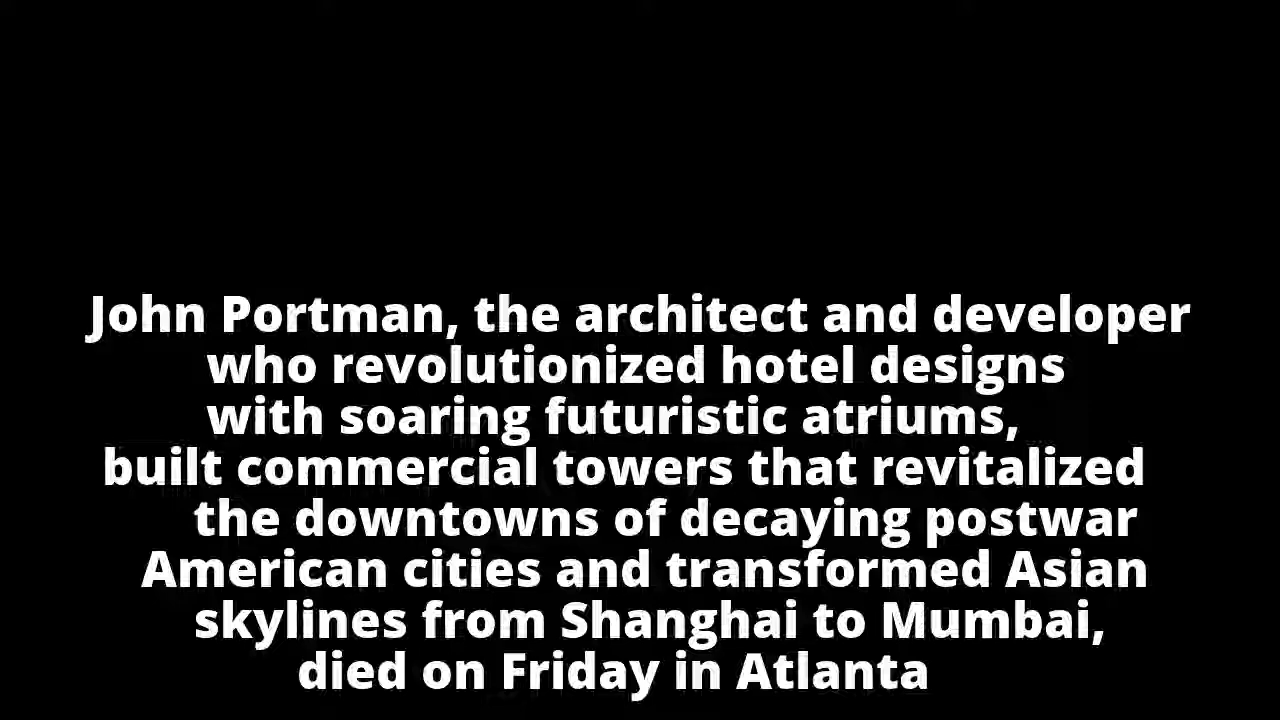 John Portman, the architect and developer
who revolutionized hotel designs
with soaring futuristic atriums,
built commercial towers that revitalized
the downtowns of decaying postwar
American cities and transformed Asian
skylines from Shanghai to Mumbai,
died on Friday in Atlanta